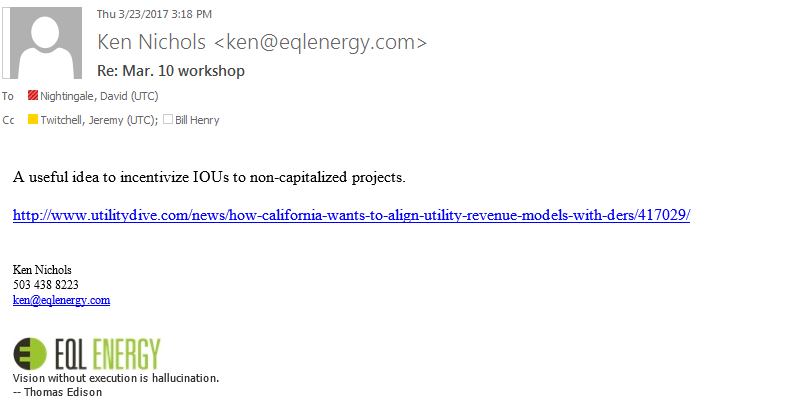 Thu 3/23/2017 3:18 PM
Ken Nichols <ken@eqlenergy.com>
Re: Mar. 10 workshop
To Nightingale, David (UTC)
Cc Twitchell, Jeremy (UTC); Bill Henry
A useful idea to incentivize IOUs to non-capitalized projects.
http://www.utilitydive.com/news/how-california-wants-to-align-utility-revenue-models-with-ders/417029/
Ken Nichols
503 438 8223
ken@eqlenergy.com
EQL ENERGY
Vision without execution is hallucination.
-- Thomas Edison